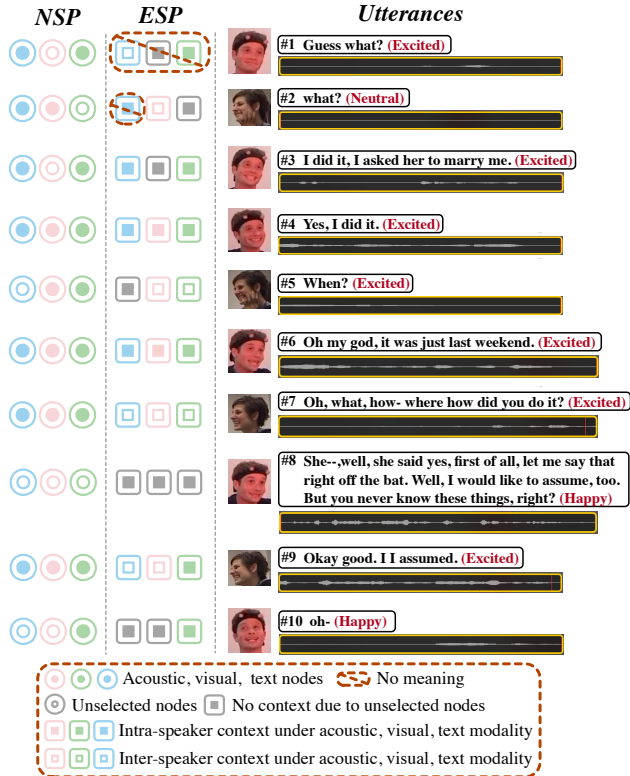 NSP ESP Utterances
#1 Guess what? (Excited)
#2 what? (Neutral)
#3 I did it, I asked her to marry me. (Excited)
#4 Yes, I did it. (Excited)
#5 When? (Excited)
#6 Oh my god, it was just last weekend. (Excited)
#7 Oh, what, how- where how did you do it? (Excited)
#8 She--,well, she said yes, first of all, let me say that
right off the bat. Well, I would like to assume, too.
But you never know these things, right? (Happy)
#9 Okay good. I I assumed. (Excited)
#10 oh- (Happy)
Acoustic, visual, text nodes No meaning
Unselected nodes No context due to unselected nodes
Intra-speaker context under acoustic, visual, text modality
Inter-speaker context under acoustic, visual, text modality